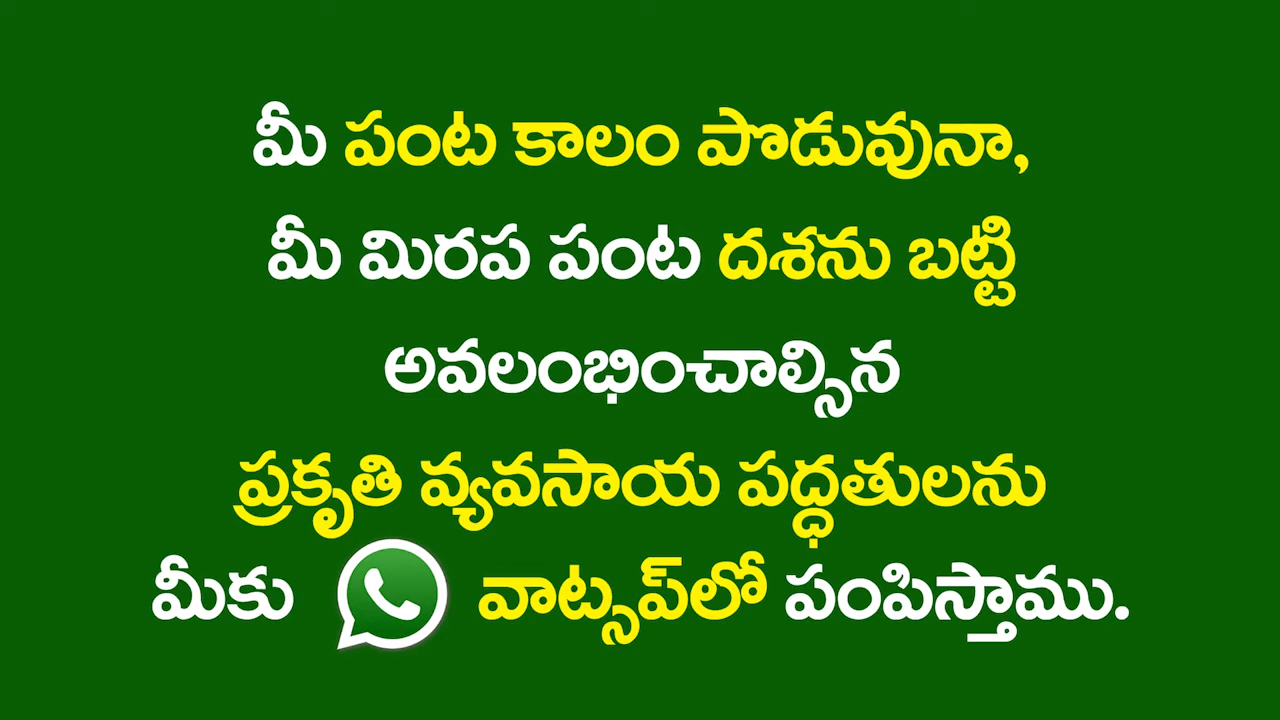 మీ పంట కాలం పొడువునా,
మీ మిరప పంట దశను బట్టి
అవలంభించాల్సిన
ప్రకృతి వ్యవసాయ పద్ధతులను
మీకు వాట్సప్‌లో పంపిస్తాము.